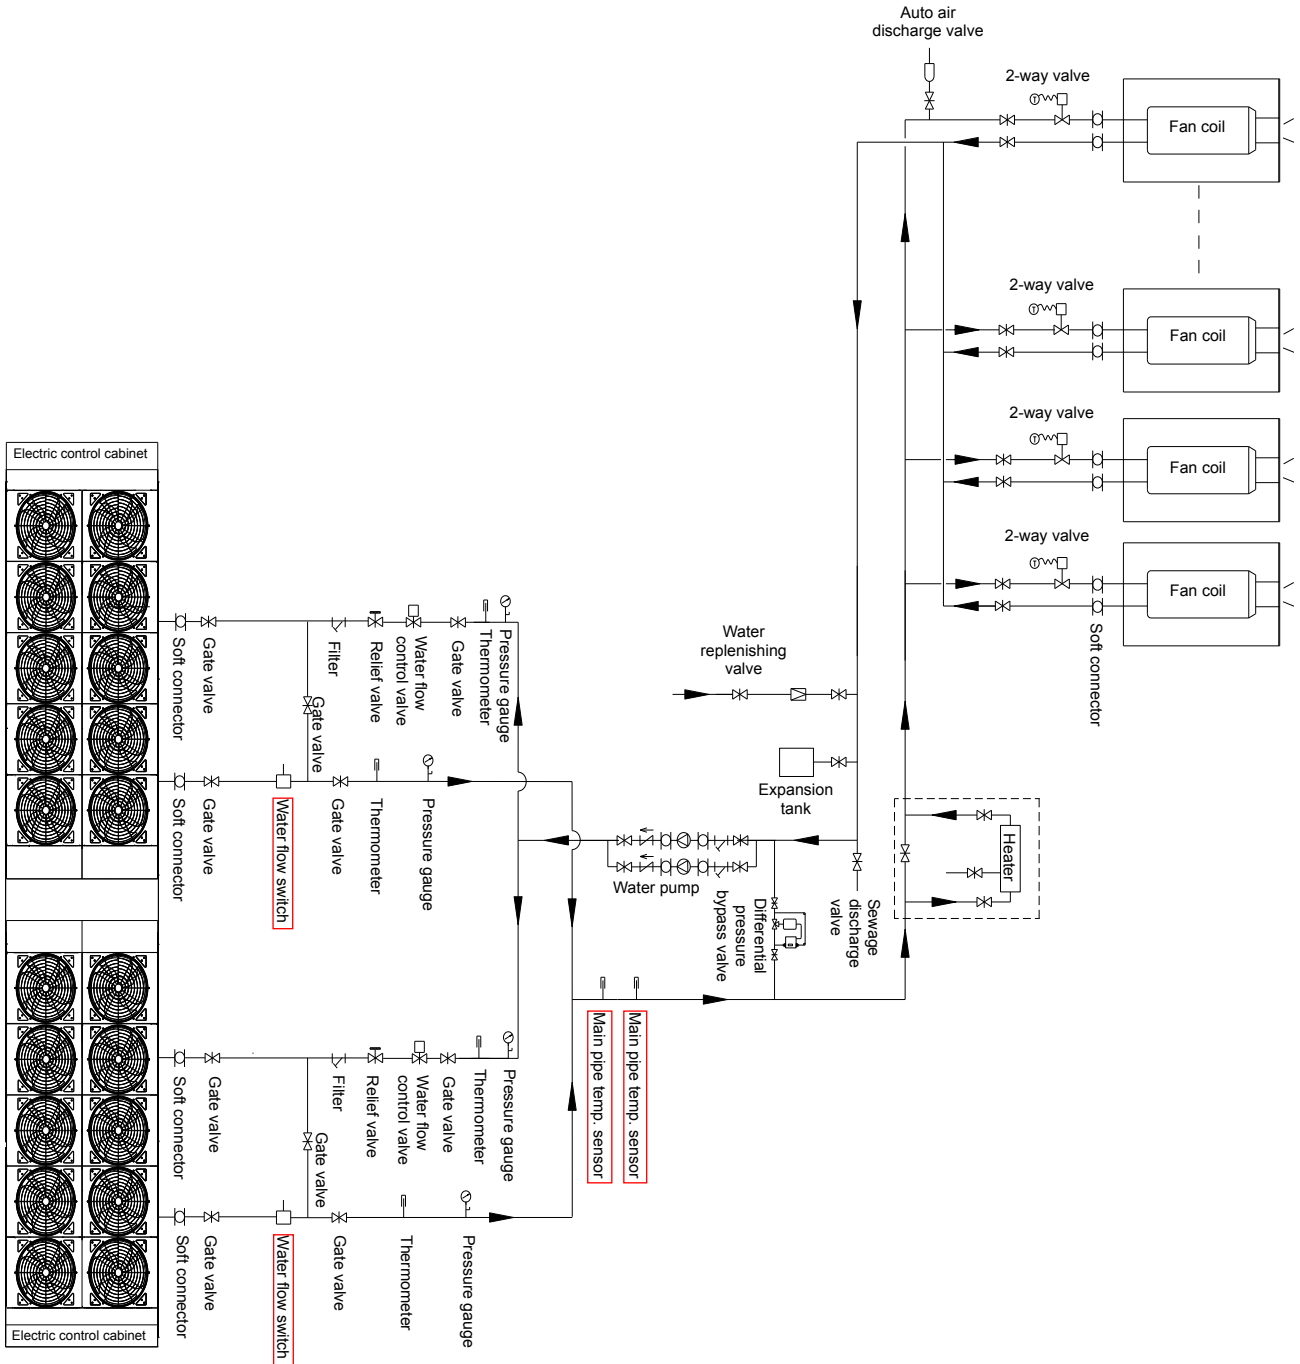 Auto air
discharge valve
2-way valve
Fan coil
2-way valve
Fan coil
2-way valve
Fan coil
2-way valve
Fan coil
Soft connector
Electric control cabinet
Soft connector
Gate valve
Filter
Relief valve
Water flow
control valve
Gate valve
Thermometer
Pressure gauge
Gate valve
Soft connector
Gate valve
Water flow switch
Gate valve
Thermometer
Pressure gauge
Water
replenishing
valve
Expansion
tank
Water pump
Differential
pressure
bypass valve
Sewage
discharge
valve
Heater
Main pipe temp. sensor
Main pipe temp. sensor
Soft connector
Gate valve
Filter
Relief valve
Water flow
control valve
Gate valve
Thermometer
Pressure gauge
Gate valve
Soft connector
Gate valve
Water flow switch
Gate valve
Thermometer
Pressure gauge
Electric control cabinet